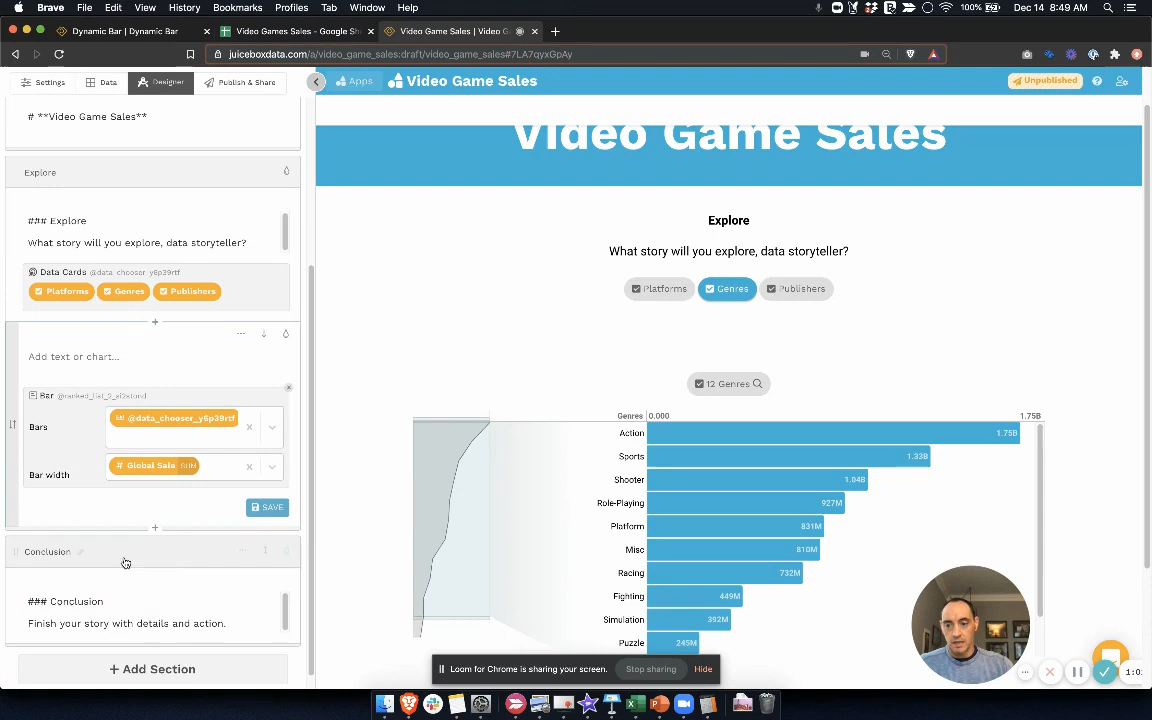 Brave File Edit View History Bookmarks Profiles Tab Window Help 100% Dec 14 8:49 AM
Dynamic Bar | Dynamic Bar
Video Games Sales - Google Sh
Video Game Sales | Video G
juiceboxdata.com/a/video_game_sales:draft/video_game_sales#7LA7qyxGpAy
Settings
Data
Designer
Publish & Share
Apps
Video Game Sales
Unpublished
# **Video Game Sales**
Explore
### Explore
What story will you explore, data storyteller?
Data Cards @data_chooser_y6p39rtf
Platforms
Genres
Publishers
Add text or chart...
Bar @ranked_list_2_si2stond
Bars
@data_chooser_y6p39rtf
Bar width
# Global Sale SUM
SAVE
Conclusion
### Conclusion
Finish your story with details and action.
+ Add Section
Video Game Sales
Explore
What story will you explore, data storyteller?
Platforms
Genres
Publishers
12 Genres
Genres 0.000 1.75B
Action 1.75B
Sports 1.33B
Shooter 1.04B
Role-Playing 927M
Platform 831M
Misc 810M
Racing 732M
Fighting 449M
Simulation 392M
Puzzle 245M
Loom for Chrome is sharing your screen.
Stop sharing
Hide